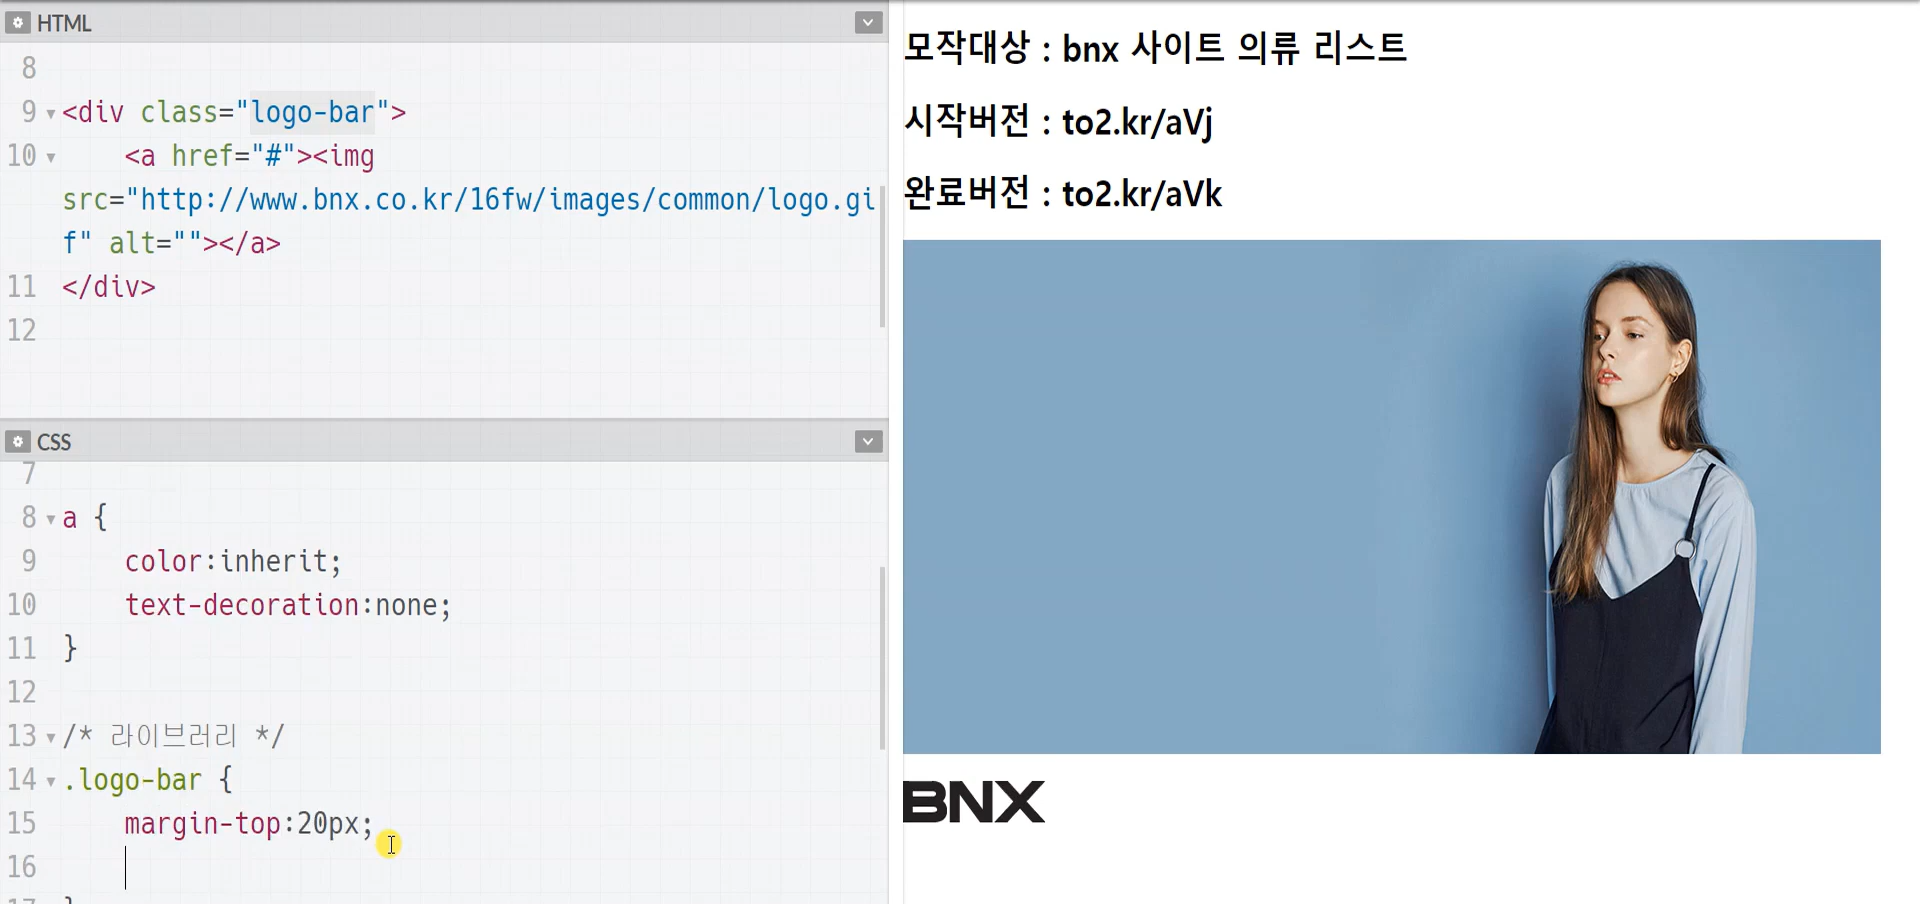 HTML
8
9 <div class="logo-bar">
10 <a href="#"><img
src="http://www.bnx.co.kr/16fw/images/common/logo.gi
f" alt=""></a>
11 </div>
12
CSS
7
8 a {
9 color:inherit;
10 text-decoration:none;
11 }
12
13 /* 라이브러리 */
14 .logo-bar {
15 margin-top:20px;
16
모작대상 : bnx 사이트 의류 리스트
시작버전 : to2.kr/aVj
완료버전 : to2.kr/aVk
BNX